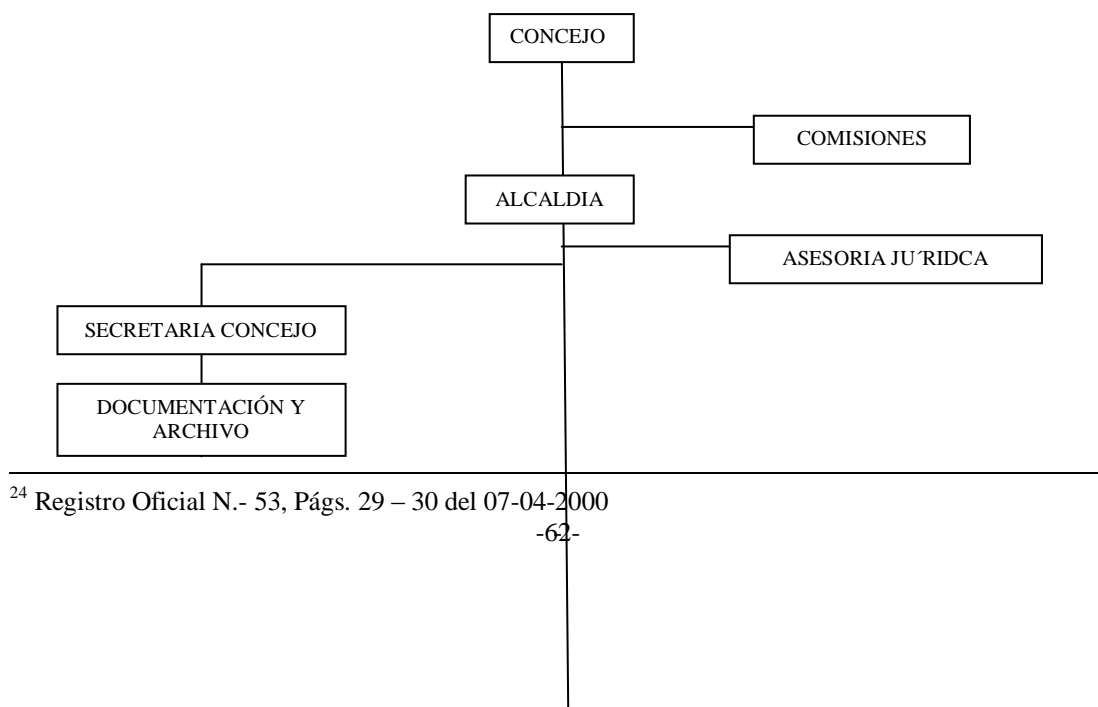 CONCEJO
COMISIONES
ALCALDIA
ASESORIA JU´RIDCA
SECRETARIA CONCEJO
DOCUMENTACIÓN Y
ARCHIVO
24 Registro Oficial N.- 53, Págs. 29 – 30 del 07-04-2000
-62-